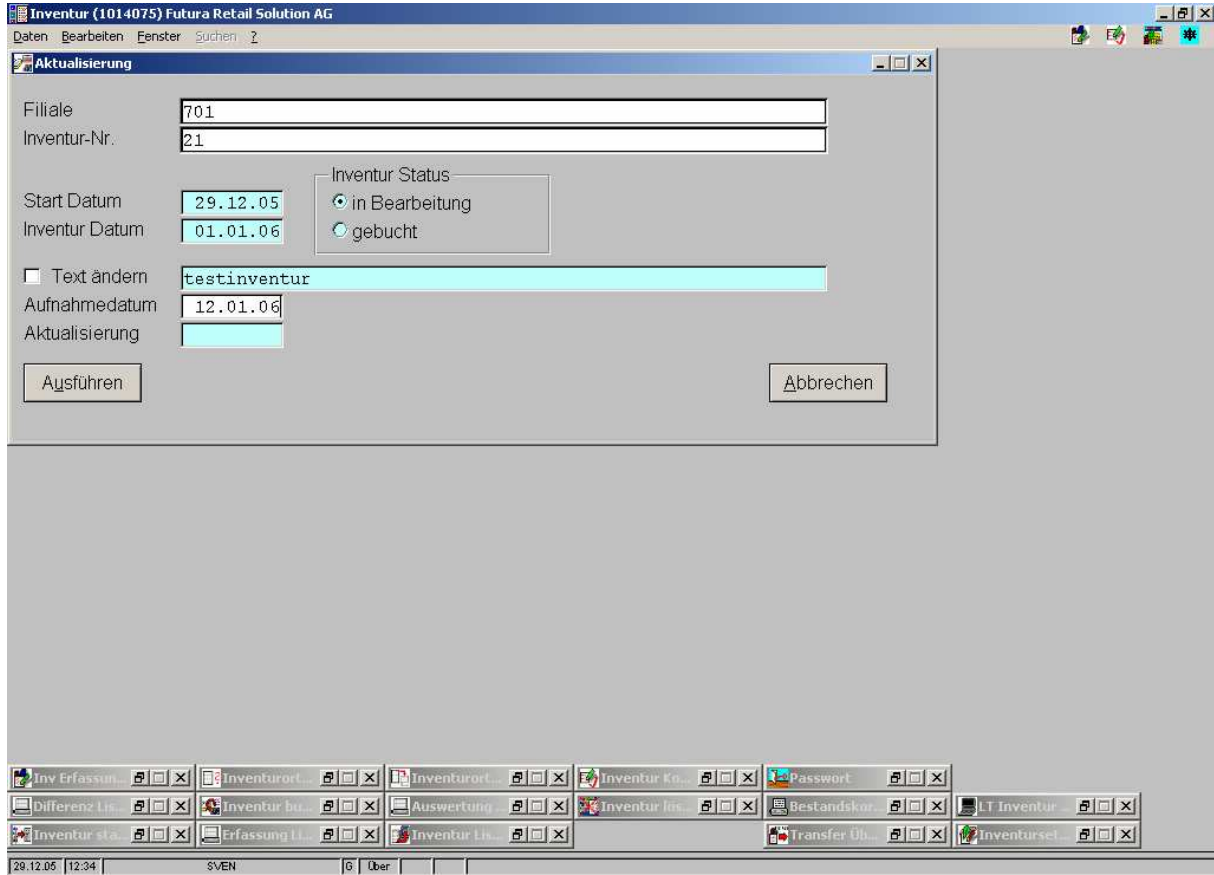 Inventur (1014075) Futura Retail Solution AG
Daten Bearbeiten Fenster Suchen ?
Aktualisierung
Filiale 701
Inventur-Nr. 21
Inventur Status
Start Datum 29.12.05 in Bearbeitung
Inventur Datum 01.01.06 gebucht
Text ändern testinventur
Aufnahmedatum 12.01.06
Aktualisierung
Ausführen Abbrechen
Inv Erfassun... Inventurort... Inventurort... Inventur Ko... Passwort
Differenz Lis... Inventur bu... Auswertung... Inventur lös... Bestandskor... LT Inventur ...
Inventur sta... Erfassung Li... Inventur Lis... Transfer Üb... Inventurset...
29.12.05 12:34 SVEN G Über